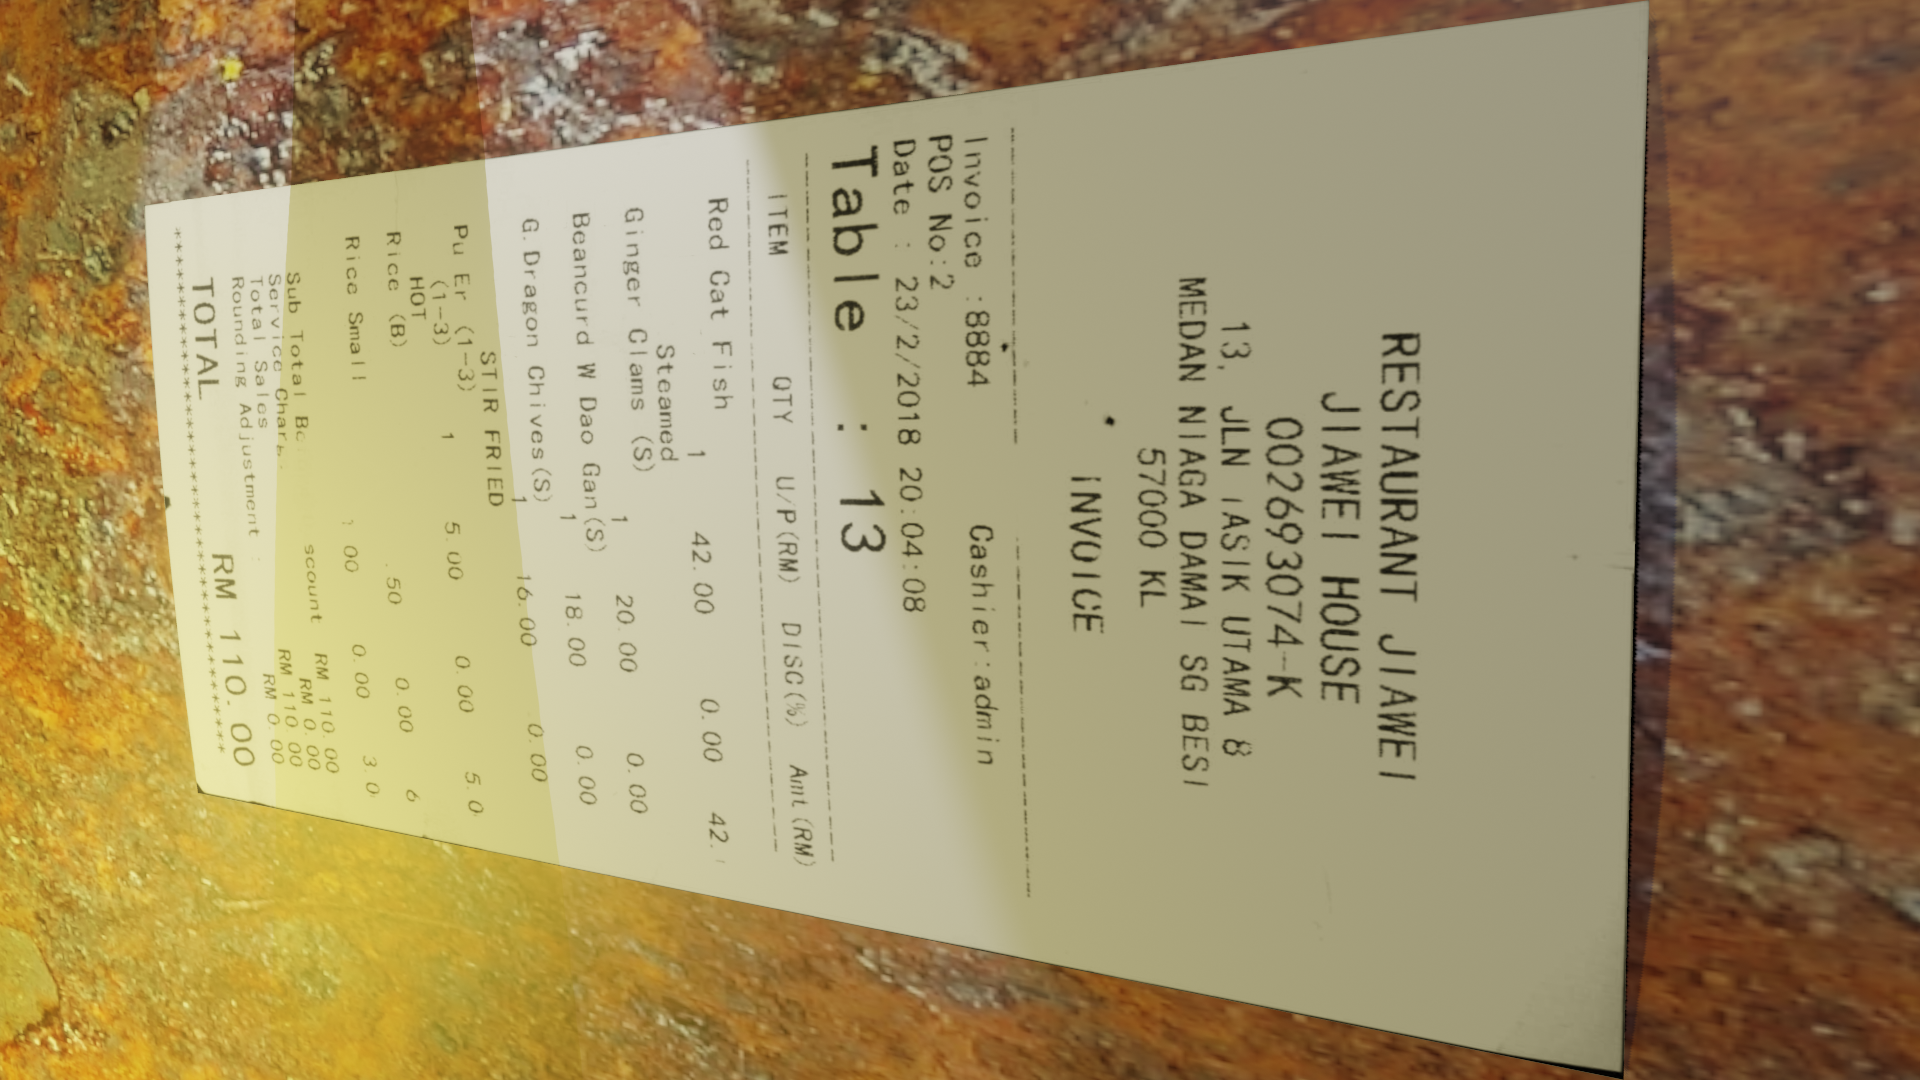 RESTAURANT JIAWEI
JIAWEI HOUSE
002693074-K
13, JLN TASIK UTAMA 8
MEDAN NIAGA DAMAI SG BESI
57000 KL
INVOICE
Invoice :8884 Cashier:admin
POS No:2
Date : 23/2/2018 20:04:08
Table : 13
ITEM QTY U/P(RM) DISC(%) Amt(RM)
Red Cat Fish 1 42.00 0.00 42.
Steamed
Ginger Clams (S) 1 20.00 0.00
Beancurd W Dao Gan(S) 1 18.00 0.00
G.Dragon Chives(S) 1 16.00 0.00
STIR FRIED
Pu Er (1-3) 1 5.00 0.00 5.0
(1-3)
HOT
Rice (B) .50 0.00 6
Rice Small .00 0.00 3.0
Sub Total scount RM 110.00
Service RM 0.00
Total Sales RM 110.00
Rounding Adjustment RM 0.00
TOTAL RM 110.00